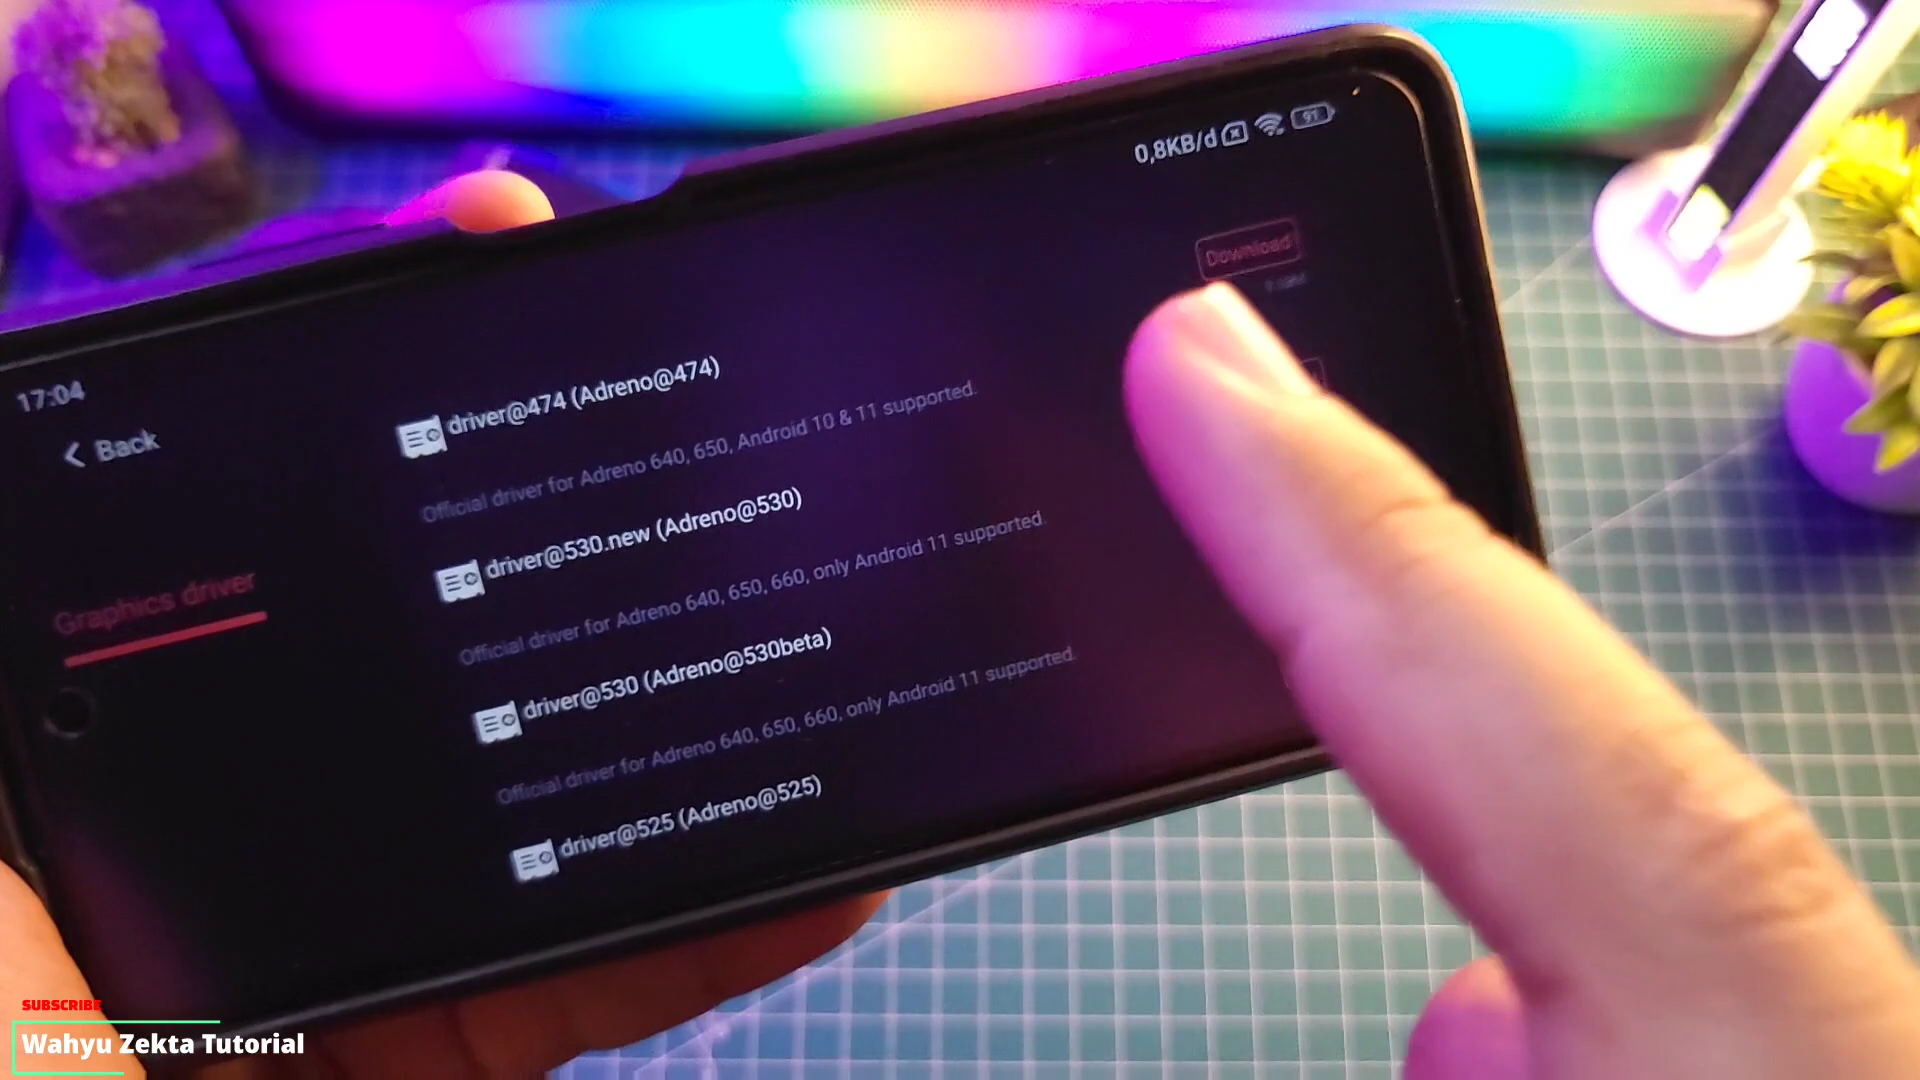 0,8KB/d
91
17:04
Back
Download
Graphics driver
driver@474 (Adreno@474)
Official driver for Adreno 640, 650, Android 10 & 11 supported.
driver@530.new (Adreno@530)
Official driver for Adreno 640, 650, 660, only Android 11 supported.
driver@530 (Adreno@530beta)
Official driver for Adreno 640, 650, 660, only Android 11 supported.
driver@525 (Adreno@525)
SUBSCRIBE
Wahyu Zekta Tutorial